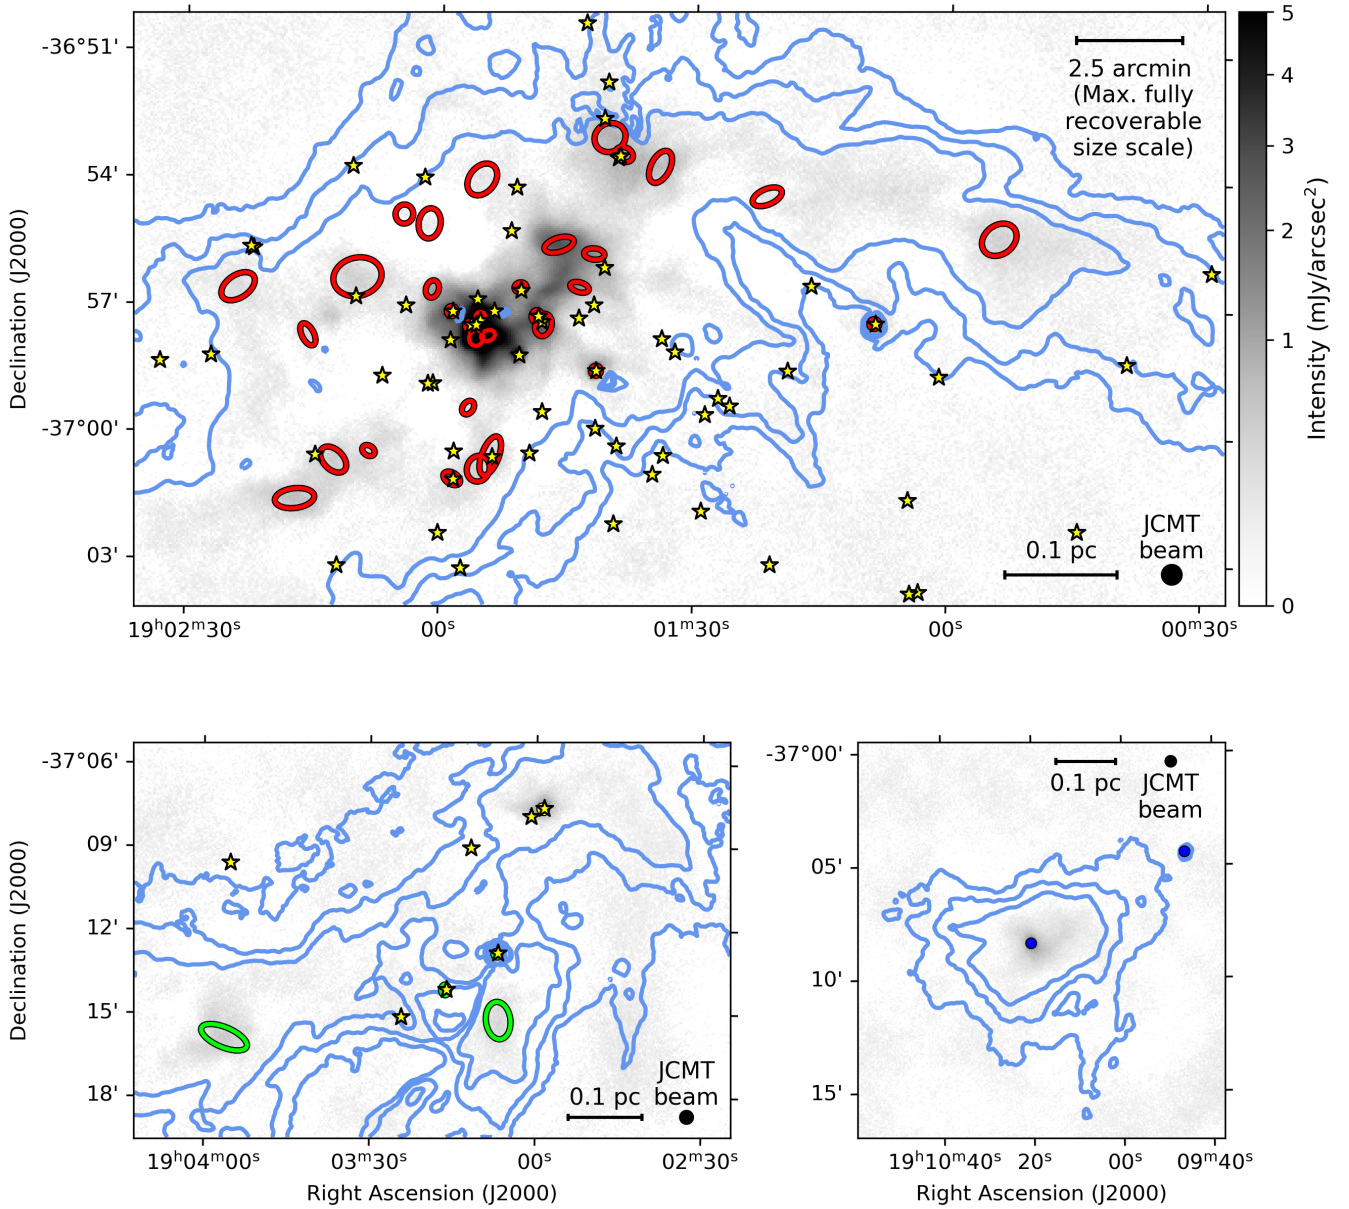 -36°51'
54'
57'
-37°00'
03'
Declination (J2000)
2.5 arcmin
(Max. fully
recoverable
size scale)
0.1 pc
JCMT
beam
19ʰ02ᵐ30ˢ
00ˢ
01ᵐ30ˢ
00ˢ
00ᵐ30ˢ
5
4
3
2
1
0
Intensity (mJy/arcsec²)
-37°06'
09'
12'
15'
18'
Declination (J2000)
0.1 pc
JCMT
beam
19ʰ04ᵐ00ˢ
03ᵐ30ˢ
00ˢ
02ᵐ30ˢ
Right Ascension (J2000)
-37°00'
05'
10'
15'
0.1 pc
JCMT
beam
19ʰ10ᵐ40ˢ
20ˢ
00ˢ
09ᵐ40ˢ
Right Ascension (J2000)